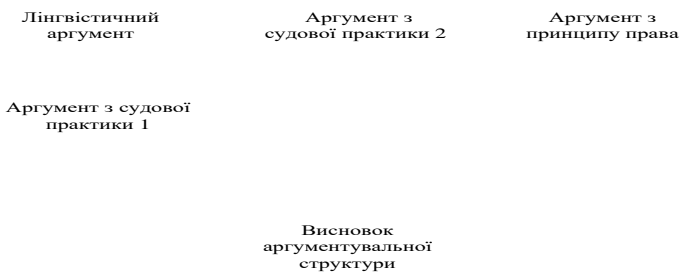 Лінгвістичний
аргумент
Аргумент з
судової практики 2
Аргумент з
принципу права
Аргумент з судової
практики 1
Висновок
аргументувальної
структури